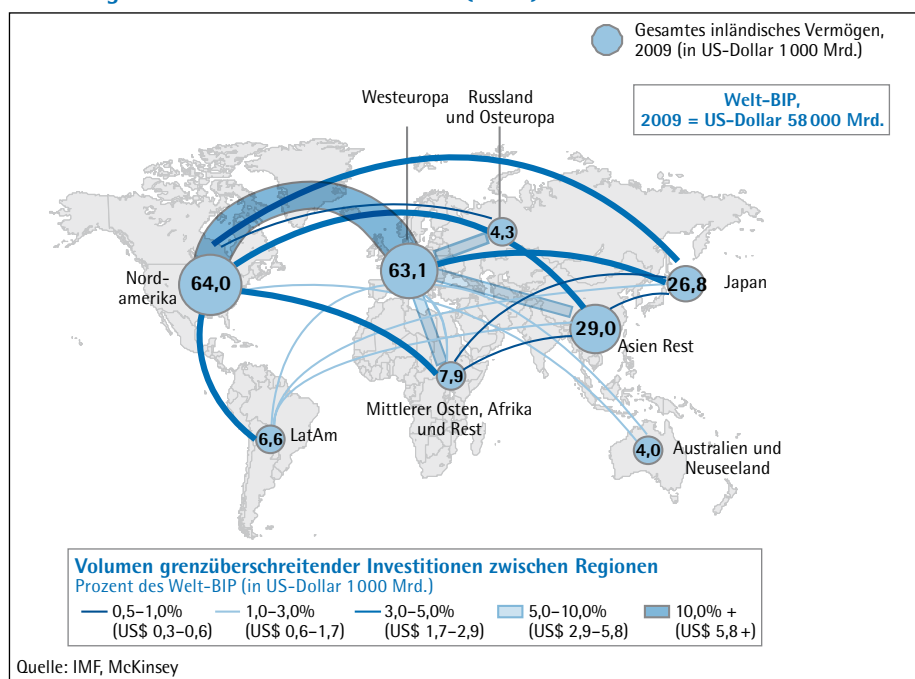 Gesamtes inländisches Vermögen,
2009 (in US-Dollar 1 000 Mrd.)
Welt-BIP,
2009 = US-Dollar 58 000 Mrd.
Westeuropa
Russland
und Osteuropa
4,3
63,1
Nord-
amerika
64,0
26,8
Japan
29,0
Asien Rest
7,9
Mittlerer Osten, Afrika
und Rest
6,6
LatAm
4,0
Australien und
Neuseeland
Volumen grenzüberschreitender Investitionen zwischen Regionen
Prozent des Welt-BIP (in US-Dollar 1 000 Mrd.)
0,5–1,0% 1,0–3,0% 3,0–5,0% 5,0–10,0% 10,0% +
(US$ 0,3–0,6) (US$ 0,6–1,7) (US$ 1,7–2,9) (US$ 2,9–5,8) (US$ 5,8 +)
Quelle: IMF, McKinsey